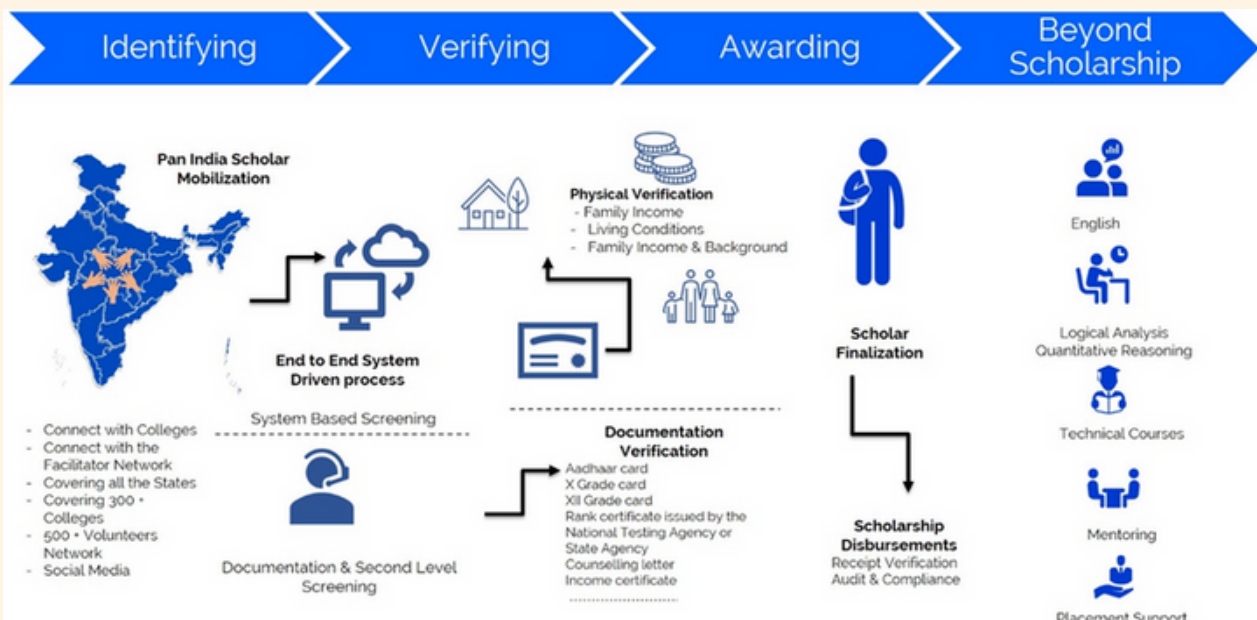 Identifying
Verifying
Awarding
Beyond
Scholarship
Pan India Scholar
Mobilization
- Connect with Colleges
- Connect with the
Facilitator Network
- Covering all the States
- Covering 300 +
Colleges
- 500 + Volunteers
Network
- Social Media
End to End System
Driven process
System Based Screening
Documentation & Second Level
Screening
Physical Verification
- Family Income
- Living Conditions
- Family Income & Background
Documentation
Verification
Aadhaar card
X Grade card
XII Grade card
Rank certificate issued by the
National Testing Agency or
State Agency
Counselling letter
Income certificate
Scholar
Finalization
Scholarship
Disbursements
Receipt Verification
Audit & Compliance
English
Logical Analysis
Quantitative Reasoning
Technical Courses
Mentoring
Placement Support